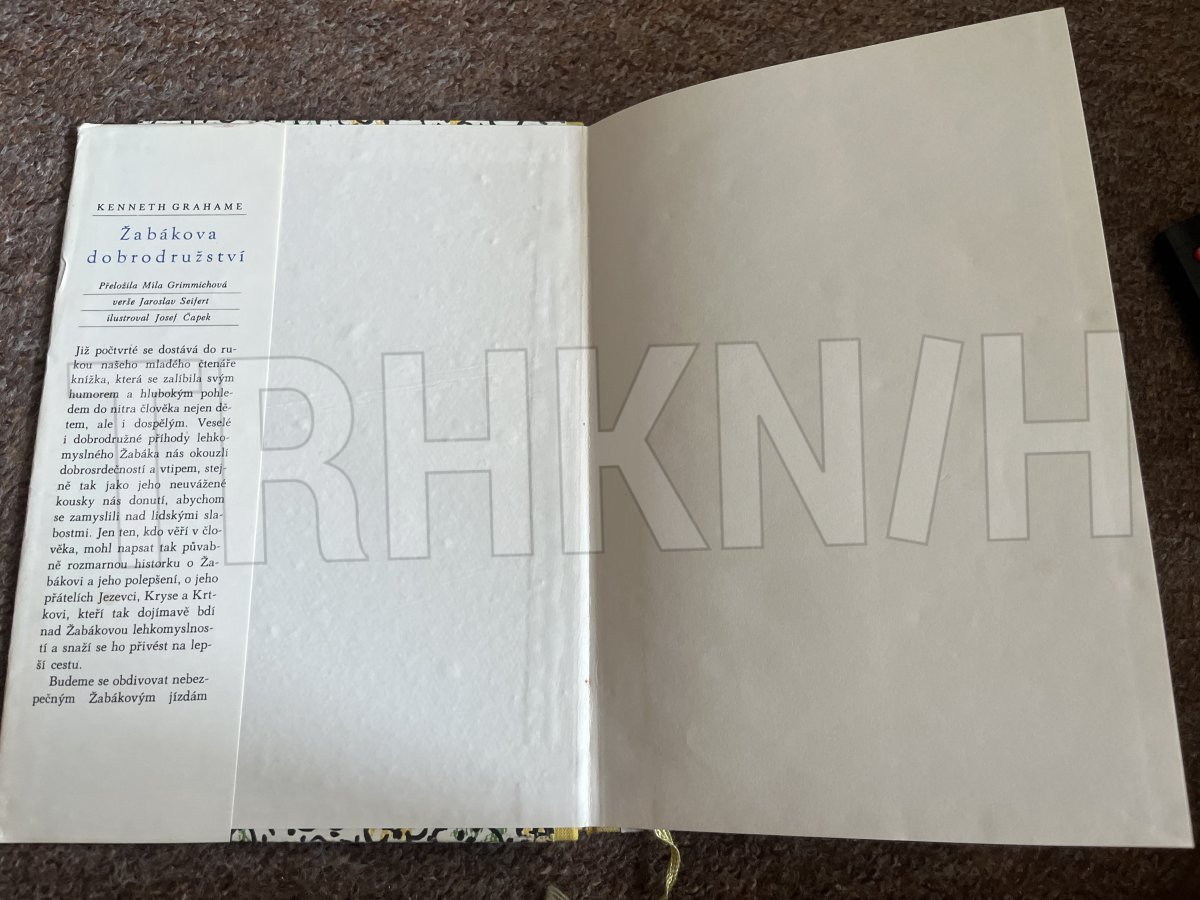 KENNETH GRAHAME
Žabákova
dobrodružství
Přeložila Mila Grimmichová
verše Jaroslav Seifert
ilustroval Josef Čapek
Již počtvrté se dostává do ru-
kou našeho mladého čtenáře
knížka, která se zalíbila svým
humorem a hlubokým pohle-
dem do nitra člověka nejen dě-
tem, ale i dospělým. Veselé
i dobrodružné příhody lehko-
myslného Žabáka nás okouzlí
dobrosrdečností a vtipem, stej-
ně tak jako jeho neuvážené
kousky nás donutí, abychom
se zamyslili nad lidskými sla-
bostmi. Jen ten, kdo věří v člo-
věka, mohl napsat tak půvab-
ně rozmarnou historku o Ža-
bákovi a jeho polepšení, o jeho
přátelích Jezevci, Kryse a Krt-
kovi, kteří tak dojímavě bdí
nad Žabákovou lehkomyslnos-
tí a snaží se ho přivést na lep-
ší cestu.
Budeme se obdivovat nebez-
pečným Žabákovým jízdám
TRHKN/H